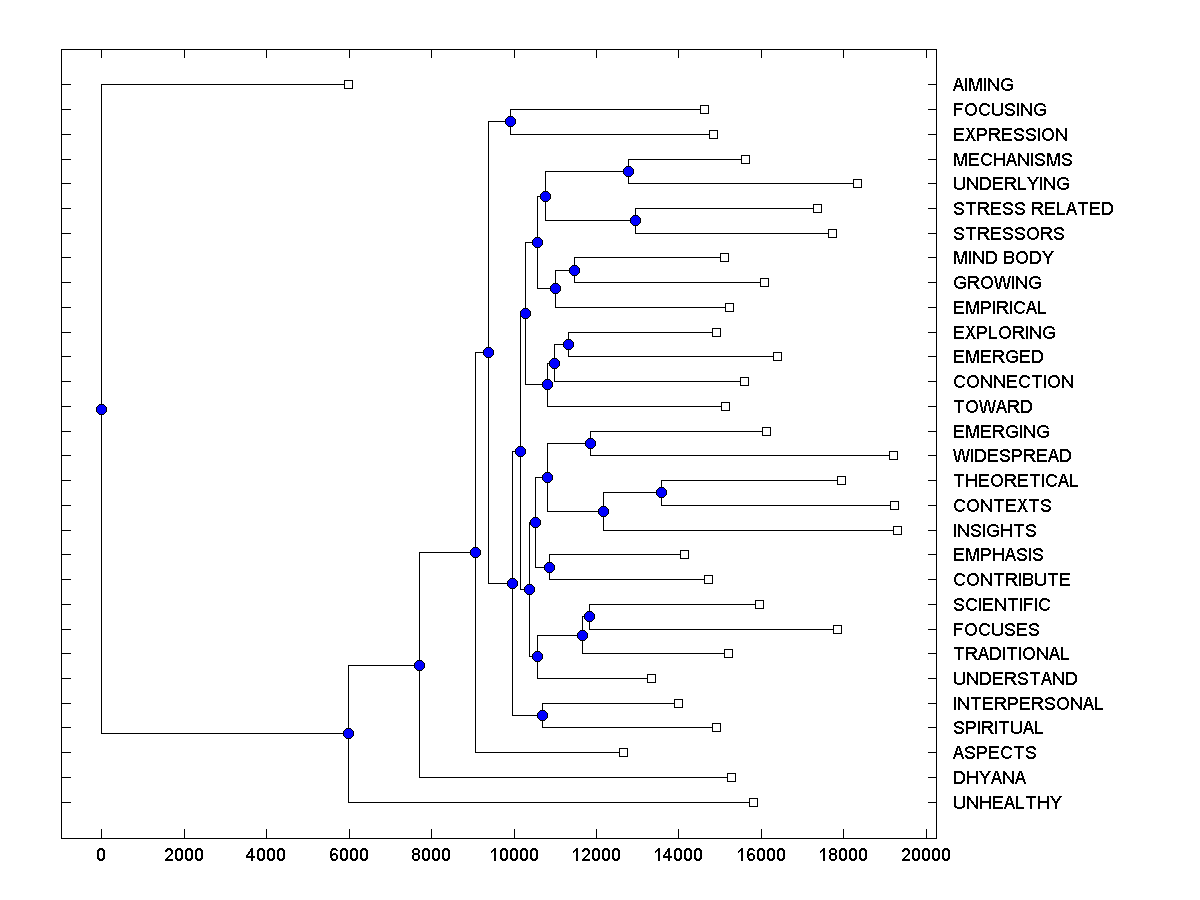 AIMING
FOCUSING
EXPRESSION
MECHANISMS
UNDERLYING
STRESS RELATED
STRESSORS
MIND BODY
GROWING
EMPIRICAL
EXPLORING
EMERGED
CONNECTION
TOWARD
EMERGING
WIDESPREAD
THEORETICAL
CONTEXTS
INSIGHTS
EMPHASIS
CONTRIBUTE
SCIENTIFIC
FOCUSES
TRADITIONAL
UNDERSTAND
INTERPERSONAL
SPIRITUAL
ASPECTS
DHYANA
UNHEALTHY
0 2000 4000 6000 8000 10000 12000 14000 16000 18000 20000